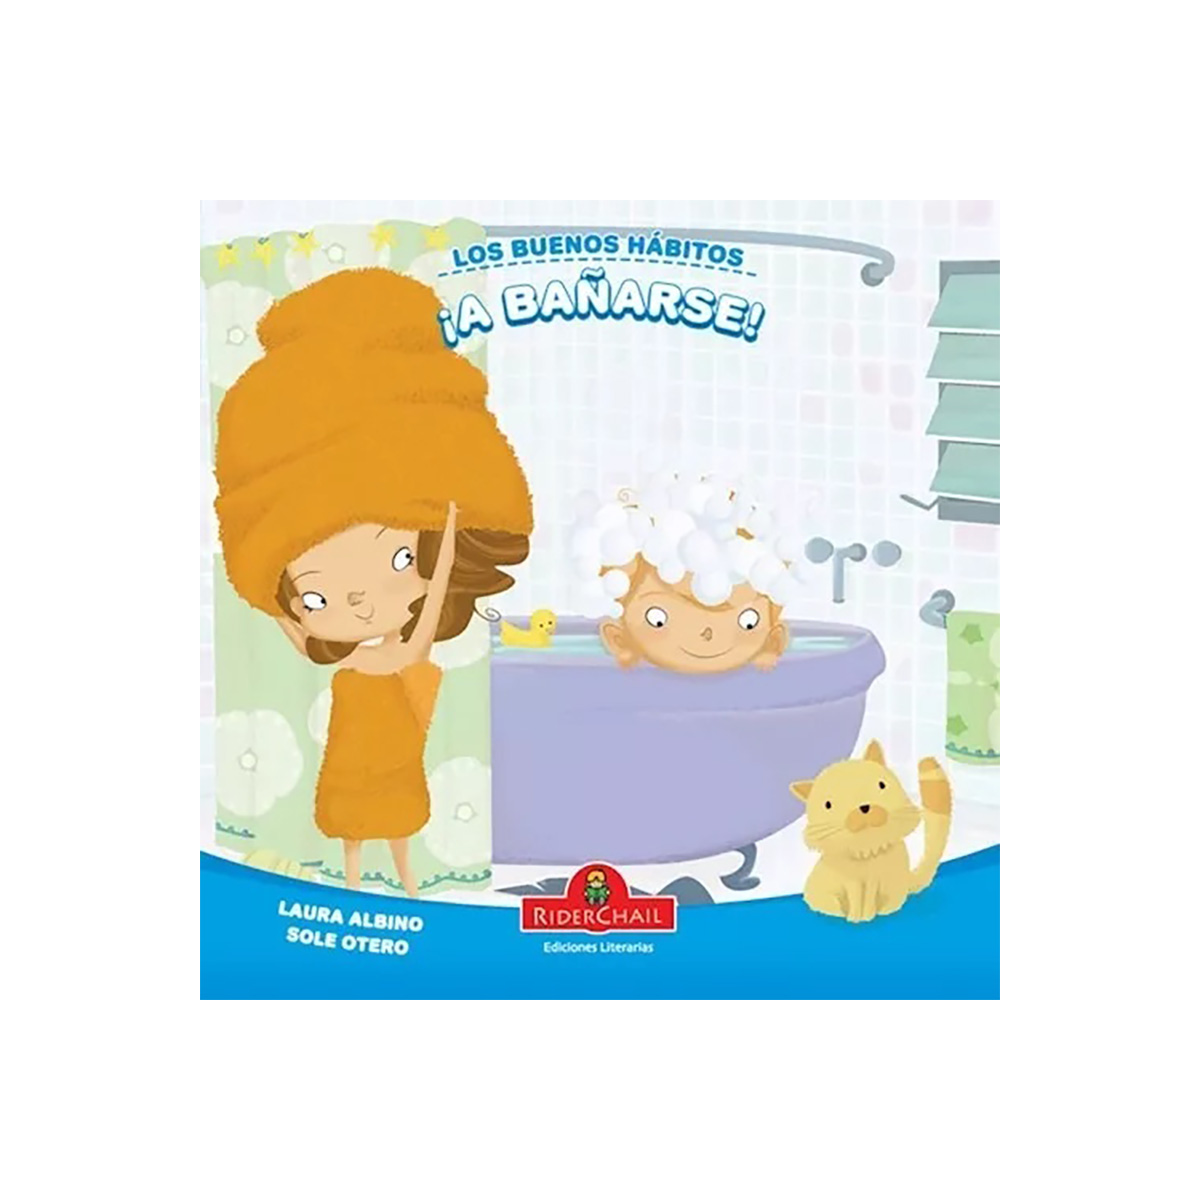 LOS BUENOS HÁBITOS
¡A BAÑARSE!
LAURA ALBINO
SOLE OTERO
RIDERCHAIL
Ediciones Literarias